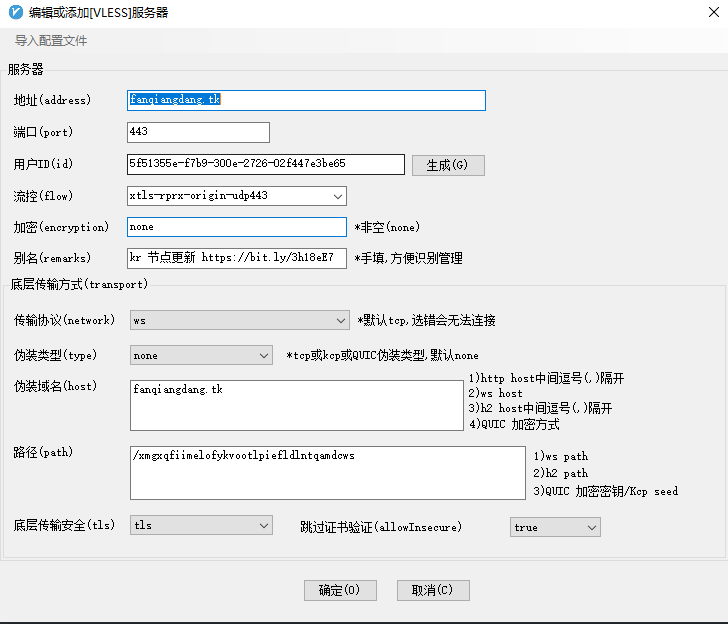 编辑或添加[VLESS]服务器
导入配置文件
服务器
地址(address) fanqiangdang.tk
端口(port) 443
用户ID(id) 5f51355e-f7b9-300e-2726-02f447e3be65 生成(G)
流控(flow) xtls-rprx-origin-udp443
加密(encryption) none *非空(none)
别名(remarks) kr 节点更新 https://bit.ly/3h18eE7 *手填,方便识别管理
底层传输方式(transport)
传输协议(network) ws *默认tcp,选错会无法连接
伪装类型(type) none *tcp或kcp或QUIC伪装类型,默认none
伪装域名(host) fanqiangdang.tk
1)http host中间逗号(,)隔开
2)ws host
3)h2 host中间逗号(,)隔开
4)QUIC 加密方式
路径(path) /xmgxqfiimelofykvootlpiefldlntqamdcws
1)ws path
2)h2 path
3)QUIC 加密密钥/Kcp seed
底层传输安全(tls) tls 跳过证书验证(allowInsecure) true
确定(O) 取消(C)